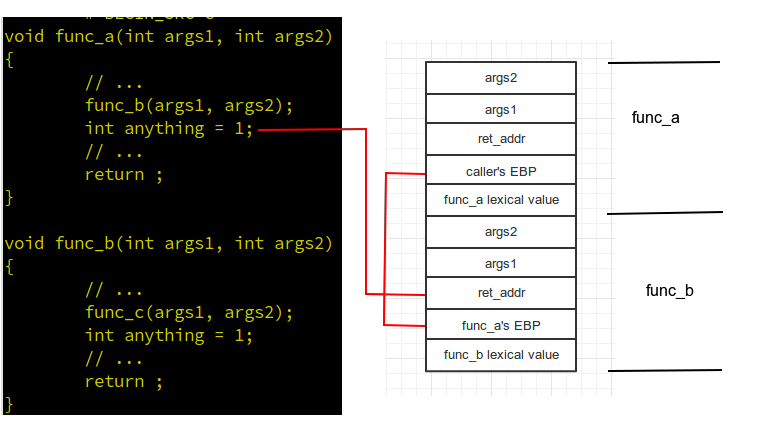 void func_a(int args1, int args2)
{
// ...
func_b(args1, args2);
int anything = 1;
// ...
return ;
}
void func_b(int args1, int args2)
{
// ...
func_c(args1, args2);
int anything = 1;
// ...
return ;
}
args2
args1
ret_addr
caller's EBP
func_a lexical value
args2
args1
ret_addr
func_a's EBP
func_b lexical value
func_a
func_b